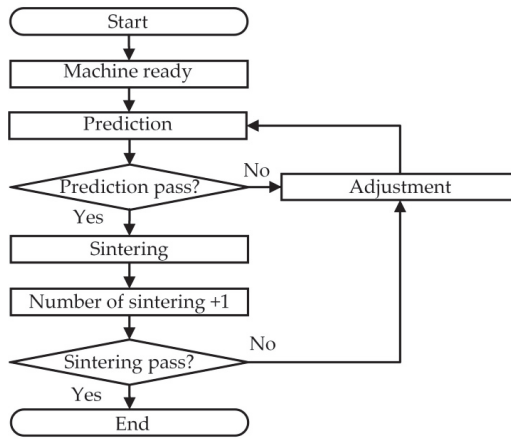 Start
Machine ready
Prediction
No
Prediction pass?
Adjustment
Yes
Sintering
Number of sintering +1
No
Sintering pass?
Yes
End